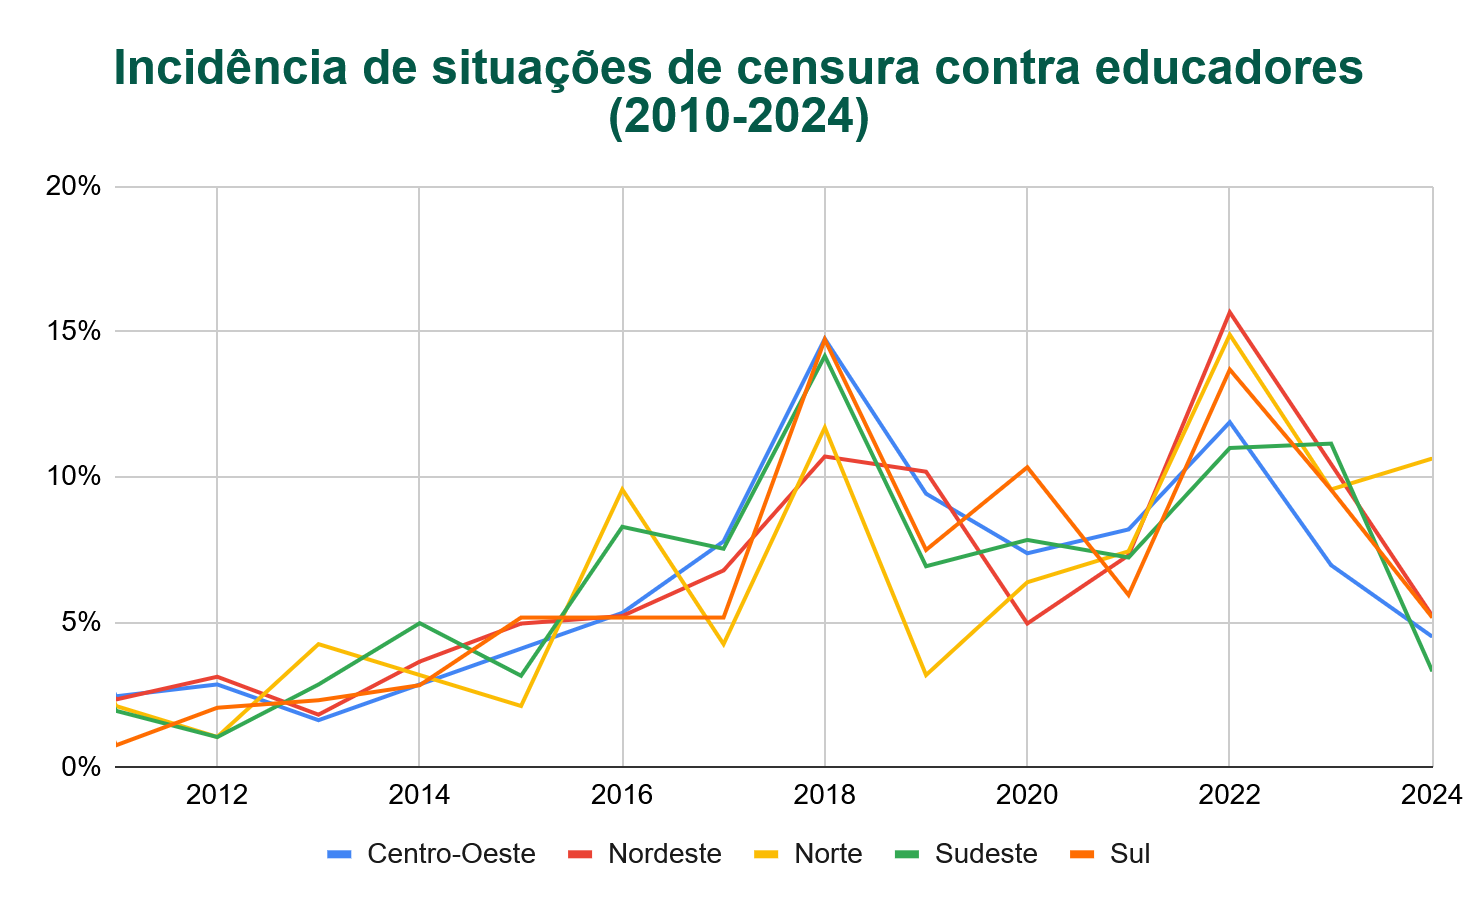 Incidência de situações de censura contra educadores
(2010-2024)
20%
15%
10%
5%
0%
2012 2014 2016 2018 2020 2022 2024
Centro-Oeste Nordeste Norte Sudeste Sul